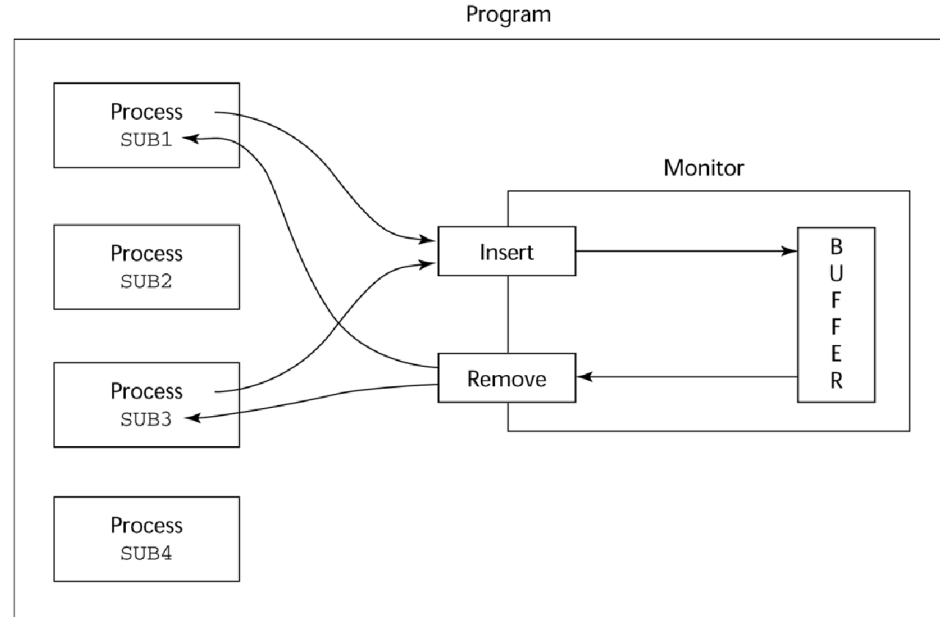 Program
Process
SUB1
Process
SUB2
Process
SUB3
Process
SUB4
Monitor
Insert
Remove
B
U
F
F
E
R